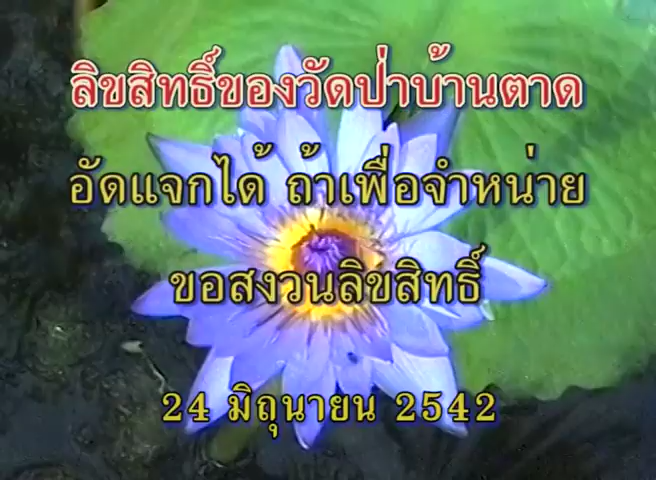 ลิขสิทธิ์ของวัดป่าบ้านตาด
อัดแจกได้ ถ้าเพื่อจำหน่าย
ขอสงวนลิขสิทธิ์
24 มิถุนายน 2542